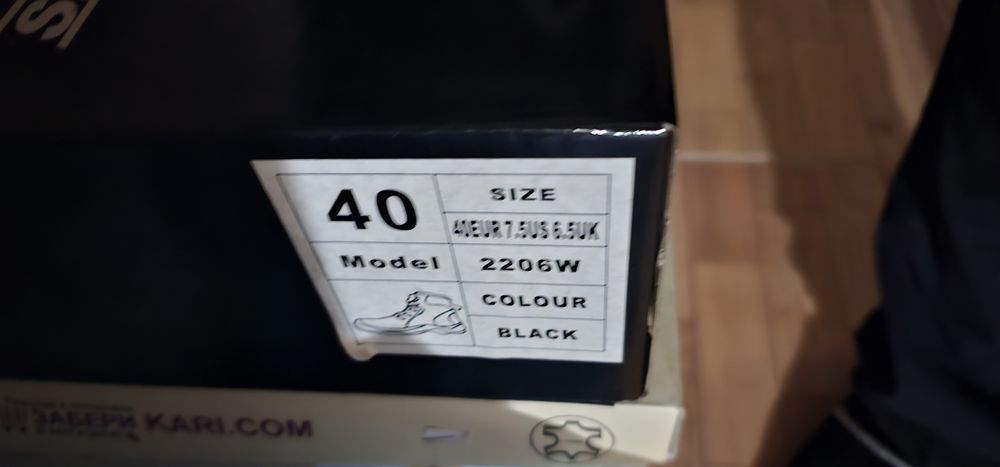 40
SIZE
40EUR 7.5US 6.5UK
Model
2206W
COLOUR
BLACK
ЗАБЕРИ KARI.COM